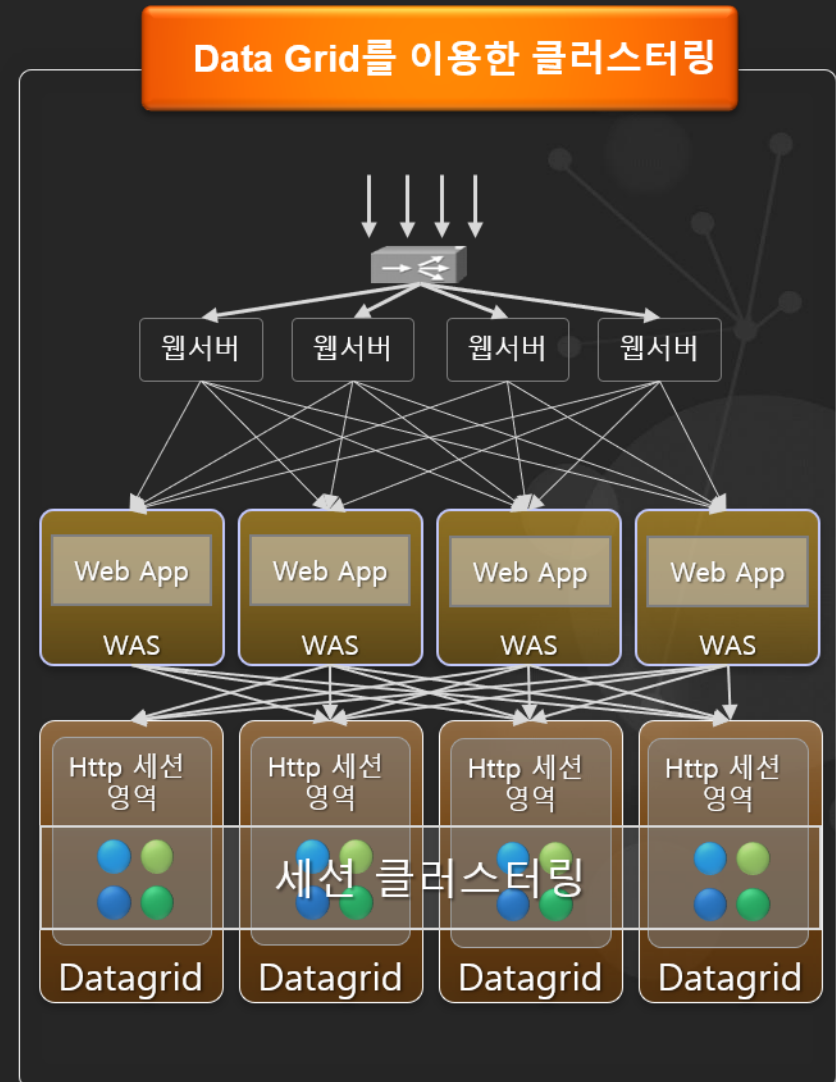 Data Grid를 이용한 클러스터링
웹서버
웹서버
웹서버
웹서버
Web App
Web App
Web App
Web App
WAS
WAS
WAS
WAS
Http 세션
영역
Http 세션
영역
Http 세션
영역
Http 세션
영역
세션 클러스터링
Datagrid
Datagrid
Datagrid
Datagrid